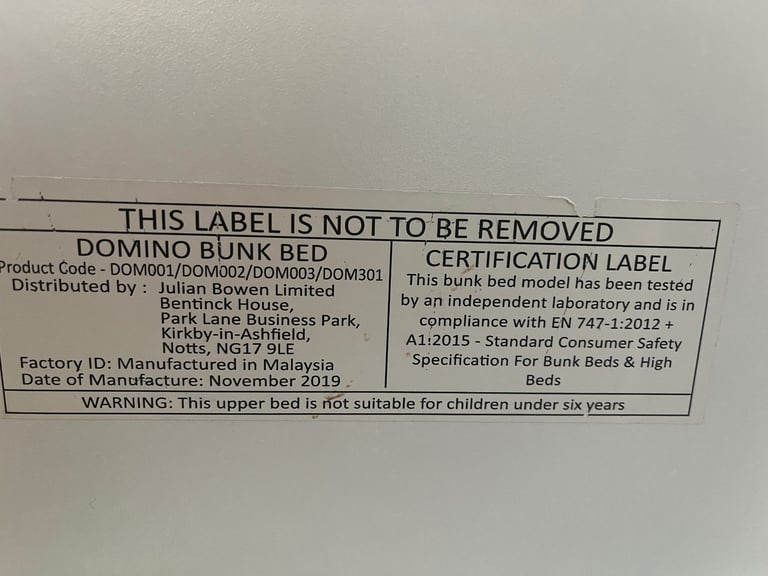 THIS LABEL IS NOT TO BE REMOVED
DOMINO BUNK BED
Product Code - DOM001/DOM002/DOM003/DOM301
Distributed by : Julian Bowen Limited
Bentinck House,
Park Lane Business Park,
Kirkby-in-Ashfield,
Notts, NG17 9LE
Factory ID: Manufactured in Malaysia
Date of Manufacture: November 2019
CERTIFICATION LABEL
This bunk bed model has been tested
by an independent laboratory and is in
compliance with EN 747-1:2012 +
A1:2015 - Standard Consumer Safety
Specification For Bunk Beds & High
Beds
WARNING: This upper bed is not suitable for children under six years